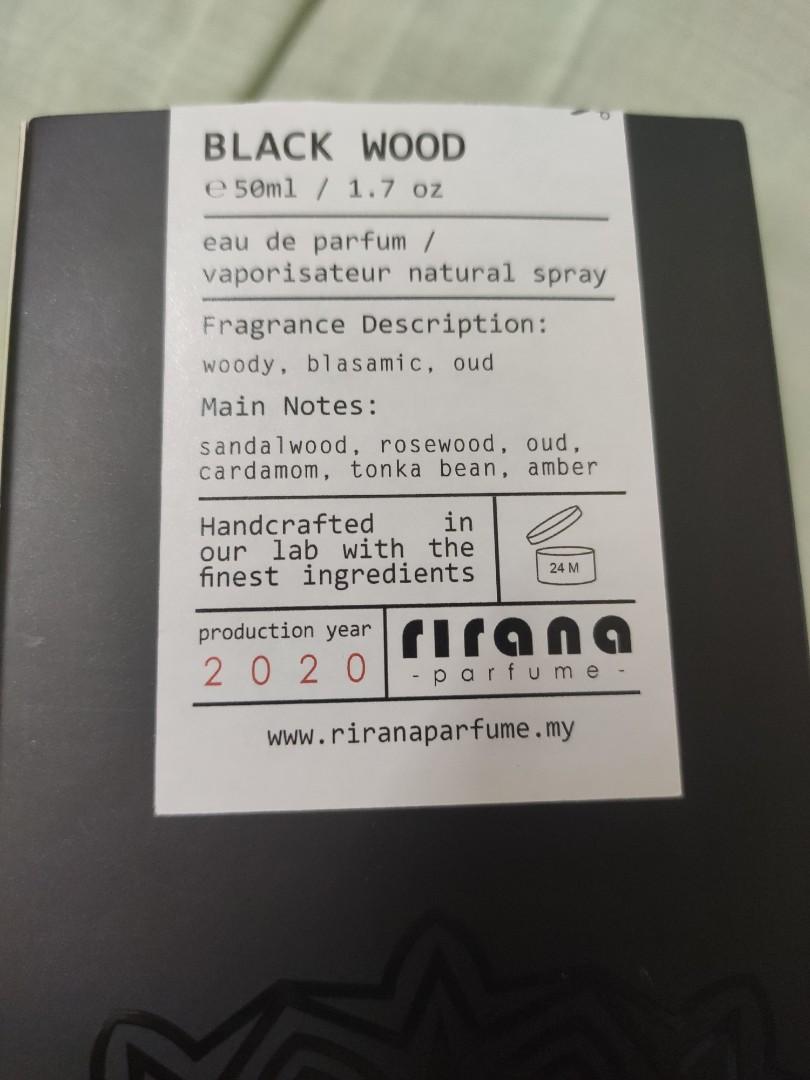 BLACK WOOD
℮ 50ml / 1.7 oz
eau de parfum /
vaporisateur natural spray
Fragrance Description:
woody, blasamic, oud
Main Notes:
sandalwood, rosewood, oud,
cardamom, tonka bean, amber
Handcrafted in
our lab with the
finest ingredients
24 M
production year
2020
rirana
- parfume -
www.riranaparfume.my